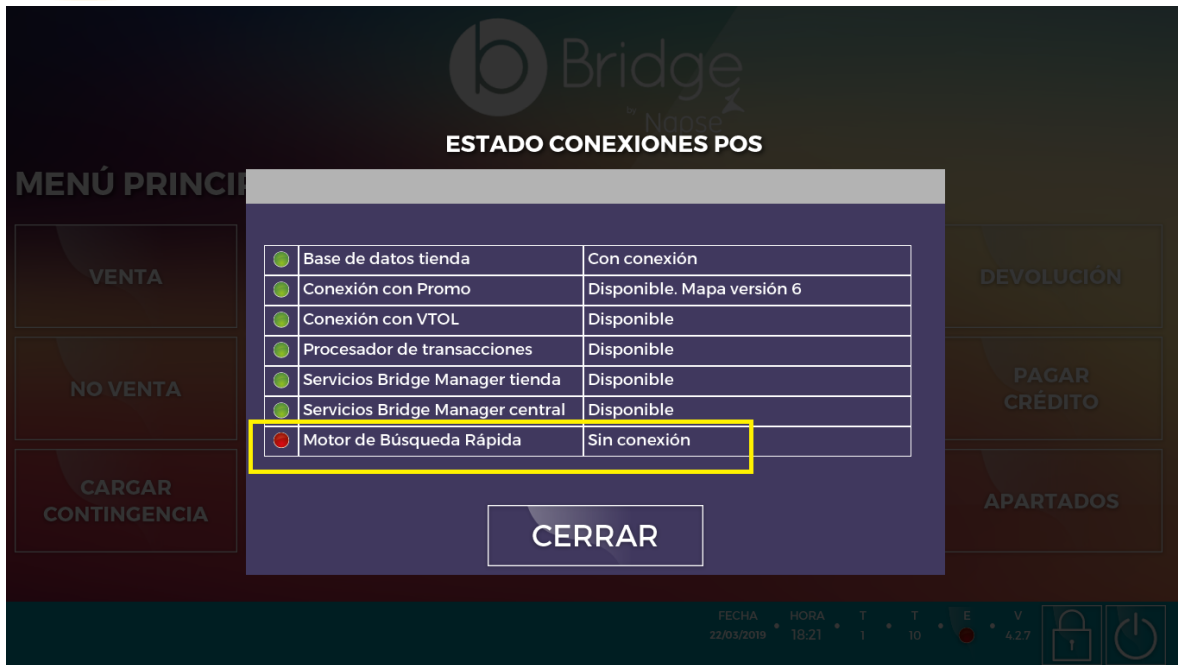 b Bridge
by Napse
ESTADO CONEXIONES POS
MENÚ PRINCIP
VENTA
DEVOLUCIÓN
NO VENTA
PAGAR
CRÉDITO
CARGAR
CONTINGENCIA
APARTADOS
Base de datos tienda Con conexión
Conexión con Promo Disponible. Mapa versión 6
Conexión con VTOL Disponible
Procesador de transacciones Disponible
Servicios Bridge Manager tienda Disponible
Servicios Bridge Manager central Disponible
Motor de Búsqueda Rápida Sin conexión
CERRAR
FECHA HORA T T E V
22/03/2019 18:21 1 10 4.2.7